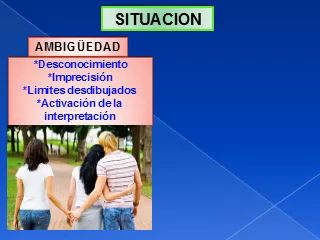 SITUACION
AMBIGÜEDAD
*Desconocimiento
*Imprecisión
*Limites desdibujados
*Activación de la
interpretación